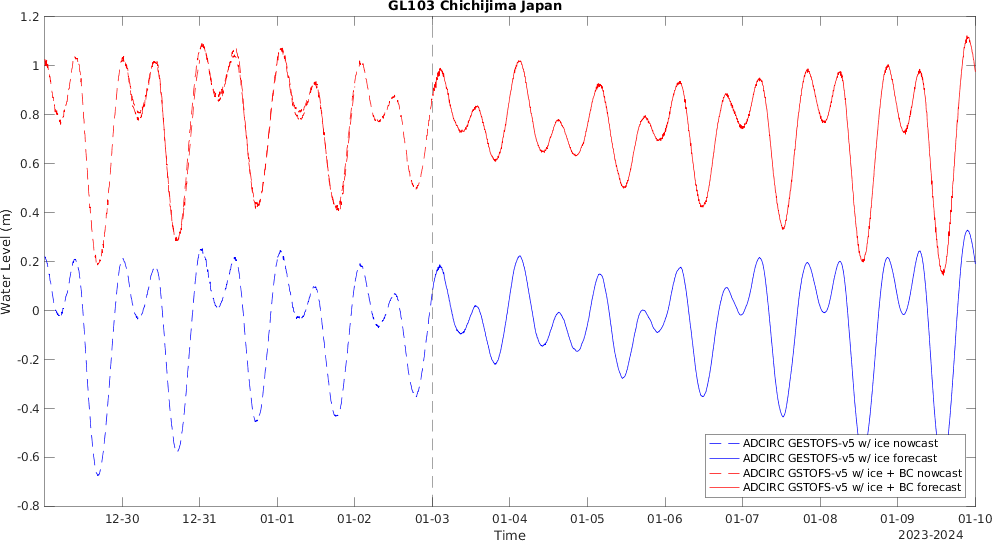 GL103 Chichijima Japan
Water Level (m)
1.2
1
0.8
0.6
0.4
0.2
0
-0.2
-0.4
-0.6
-0.8
ADCIRC GESTOFS-v5 w/ ice nowcast
ADCIRC GESTOFS-v5 w/ ice forecast
ADCIRC GSTOFS-v5 w/ ice + BC nowcast
ADCIRC GSTOFS-v5 w/ ice + BC forecast
12-30 12-31 01-01 01-02 01-03 01-04 01-05 01-06 01-07 01-08 01-09 01-10
Time
2023-2024